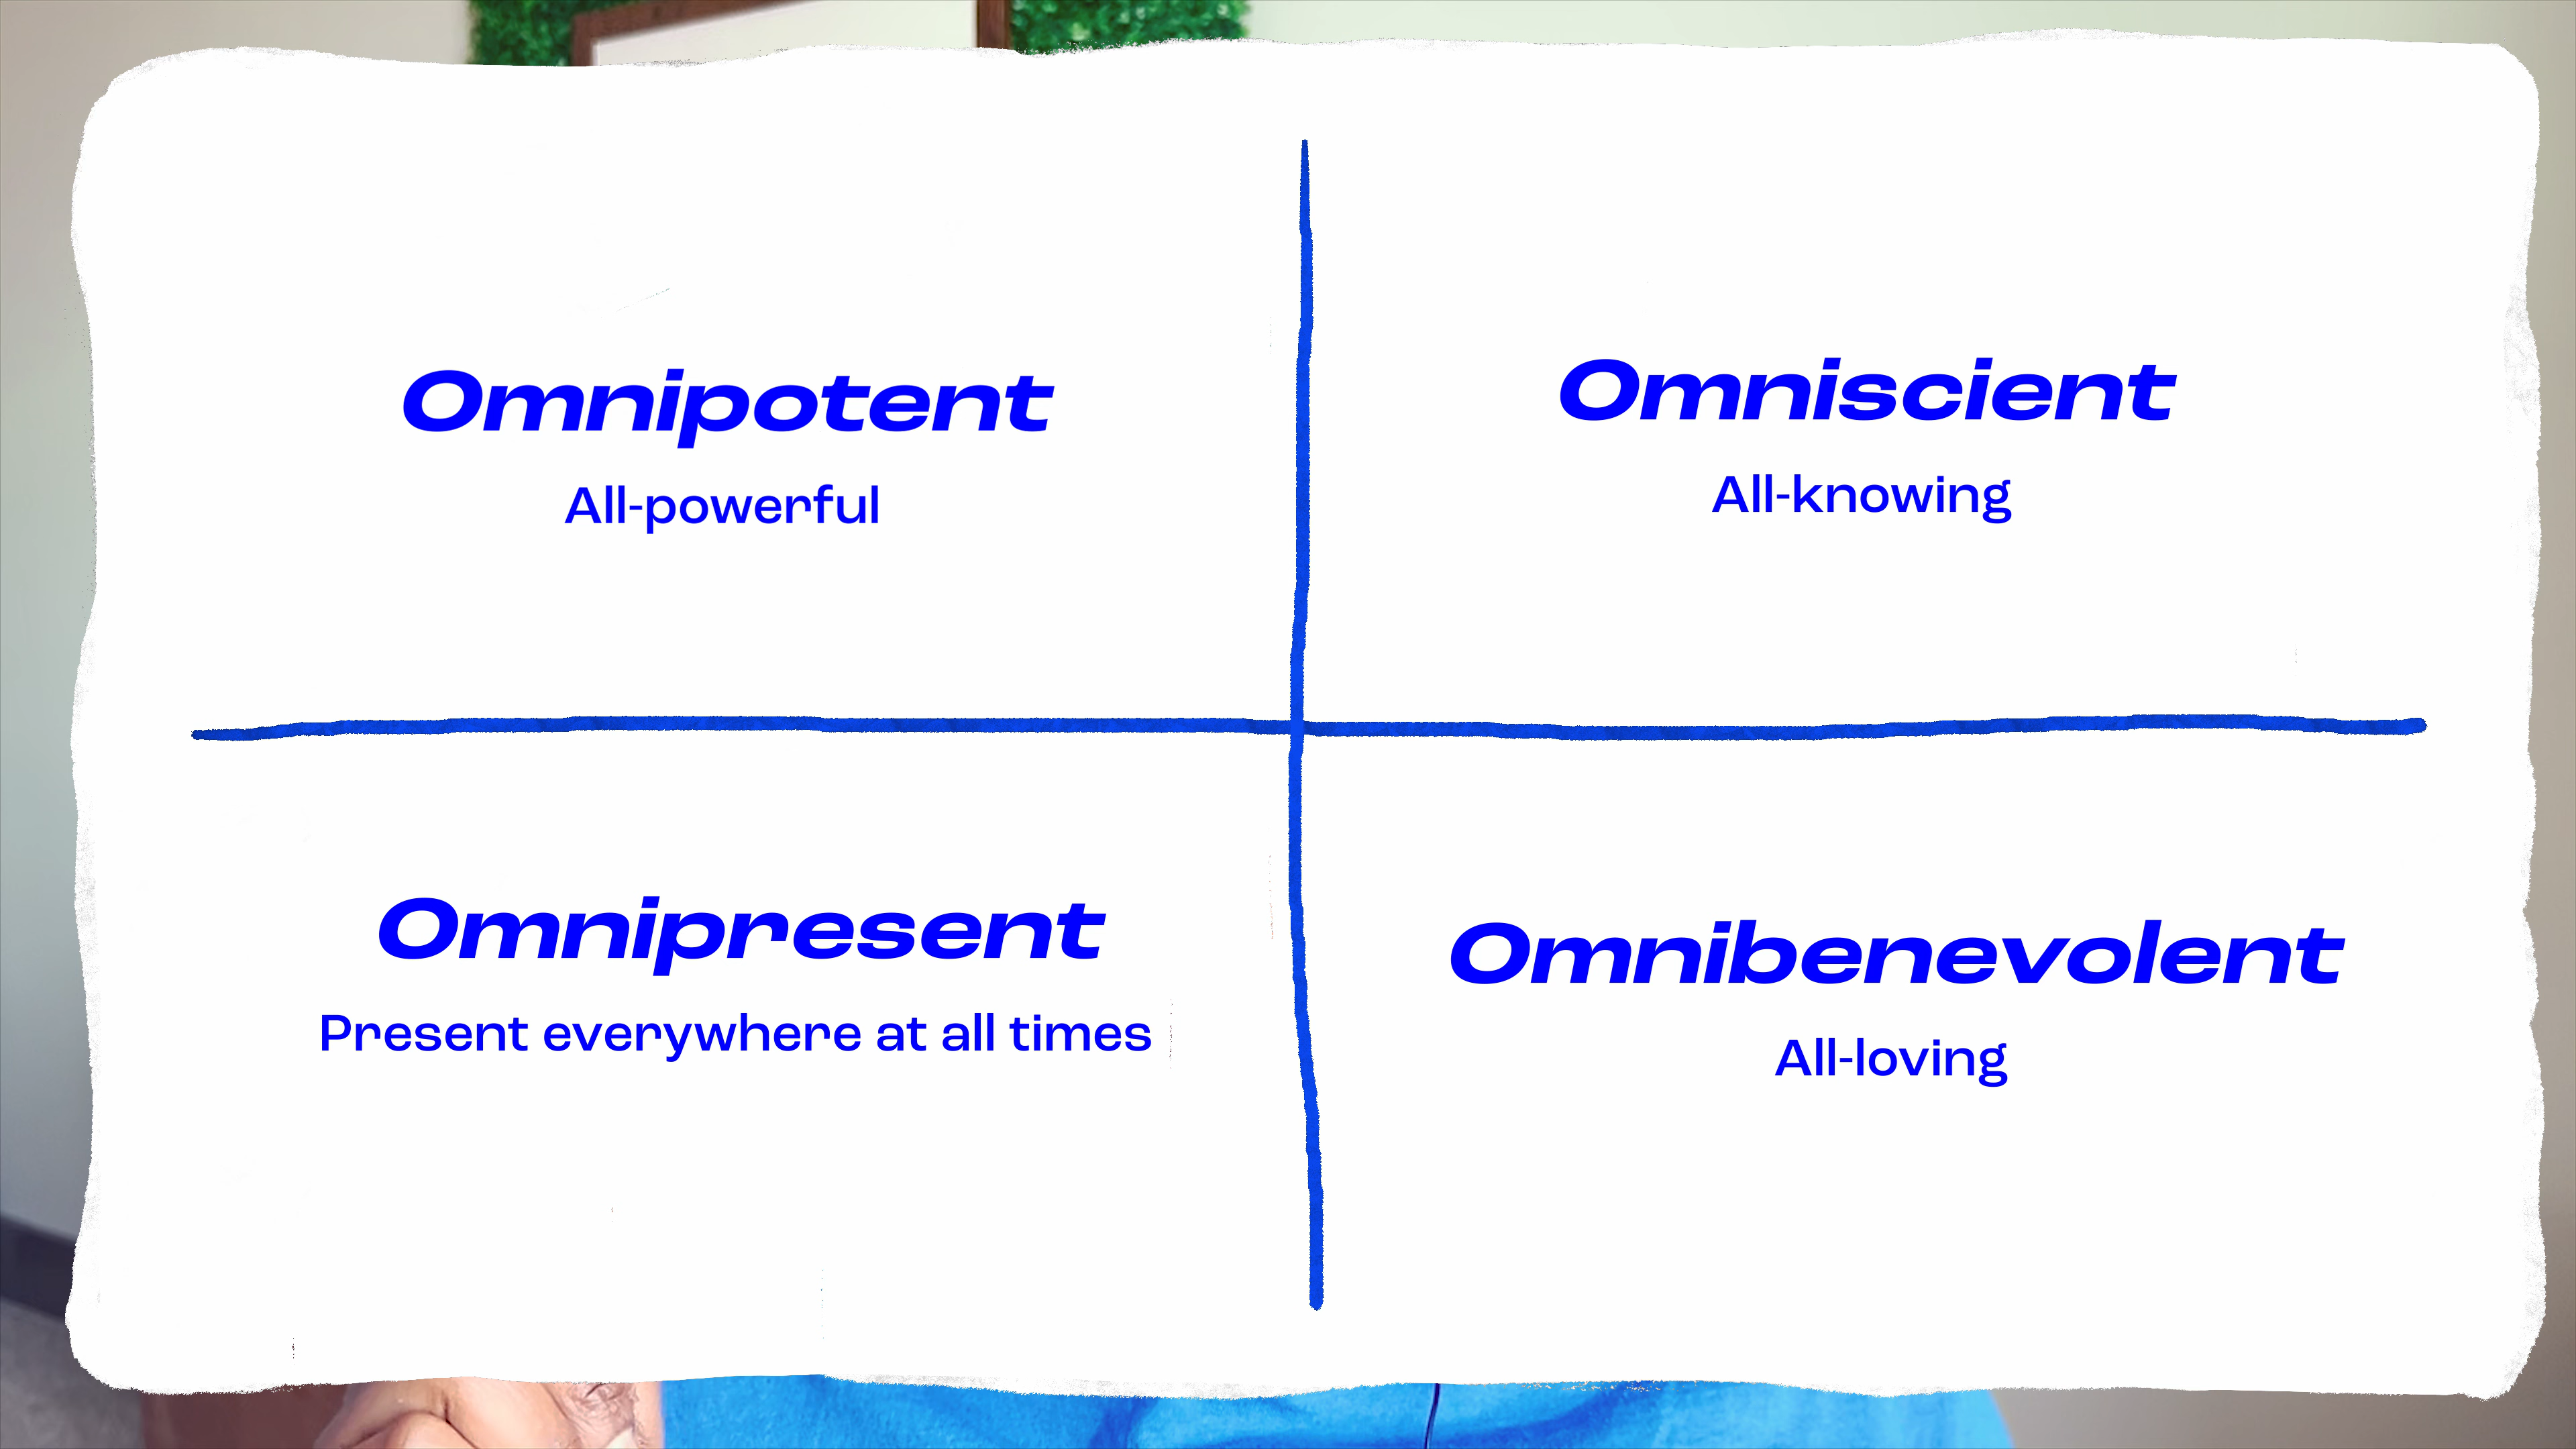 Omnipotent
All-powerful
Omniscient
All-knowing
Omnipresent
Present everywhere at all times
Omnibenevolent
All-loving